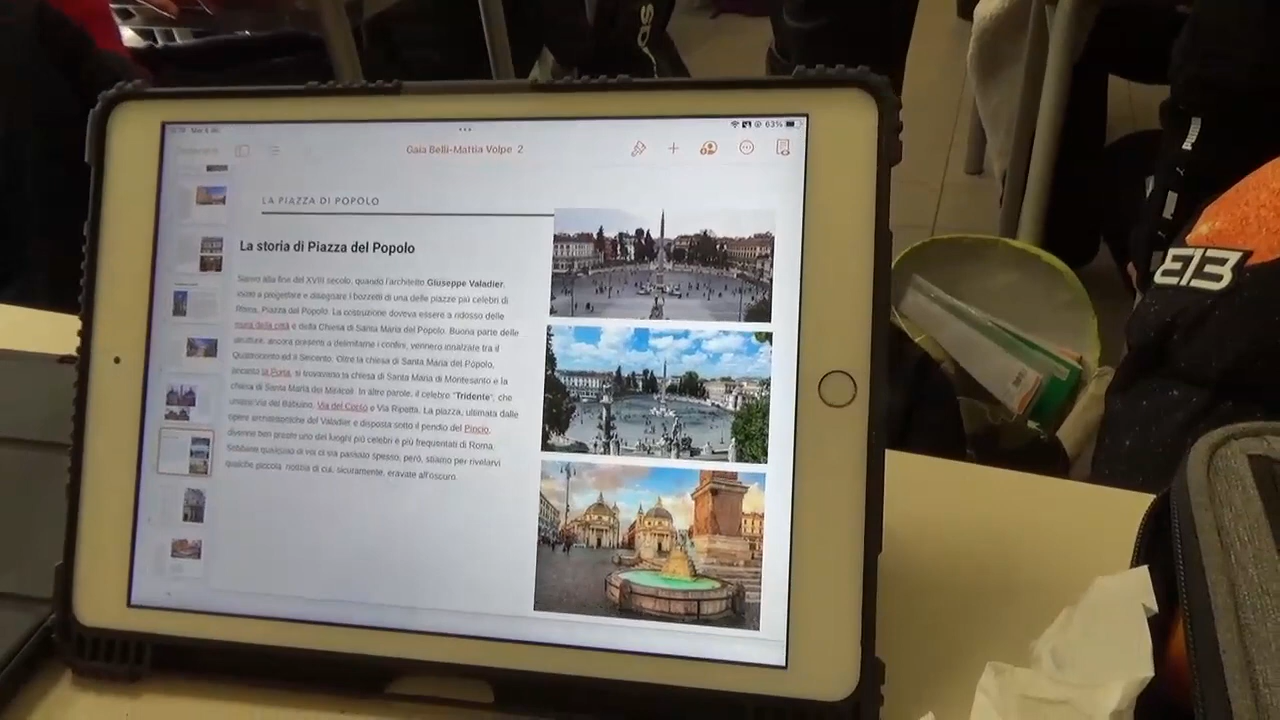 63%
Gaia Belli-Mattia Volpe 2
LA PIAZZA DI POPOLO
La storia di Piazza del Popolo
Siamo alla fine del XVIII secolo, quando l'architetto Giuseppe Valadier,
iniziò a progettare e disegnare i bozzetti di una delle piazze più celebri di
Roma, Piazza del Popolo. La costruzione doveva essere a ridosso delle
mura della città e della Chiesa di Santa Maria del Popolo. Buona parte delle
strutture, ancora presenti a delimitarne i confini, vennero innalzate tra il
Quattrocento ed il Seicento. Oltre la chiesa di Santa Maria del Popolo,
accanto la Porta, si trovavano la chiesa di Santa Maria di Montesanto e la
chiesa di Santa Maria dei Miracoli. In altre parole, il celebre "Tridente", che
Via del Babuino, Via del Corso e Via Ripetta. La piazza, ultimata dalle
opere architettoniche del Valadier e disposta sotto il pendio del Pincio,
divenne ben presto uno dei luoghi più celebri e più frequentati di Roma.
Sebbene qualcuno di voi ci sia passato spesso, però, stiamo per rivelarvi
qualche piccola notizia di cui, sicuramente, eravate all'oscuro.
PUMA